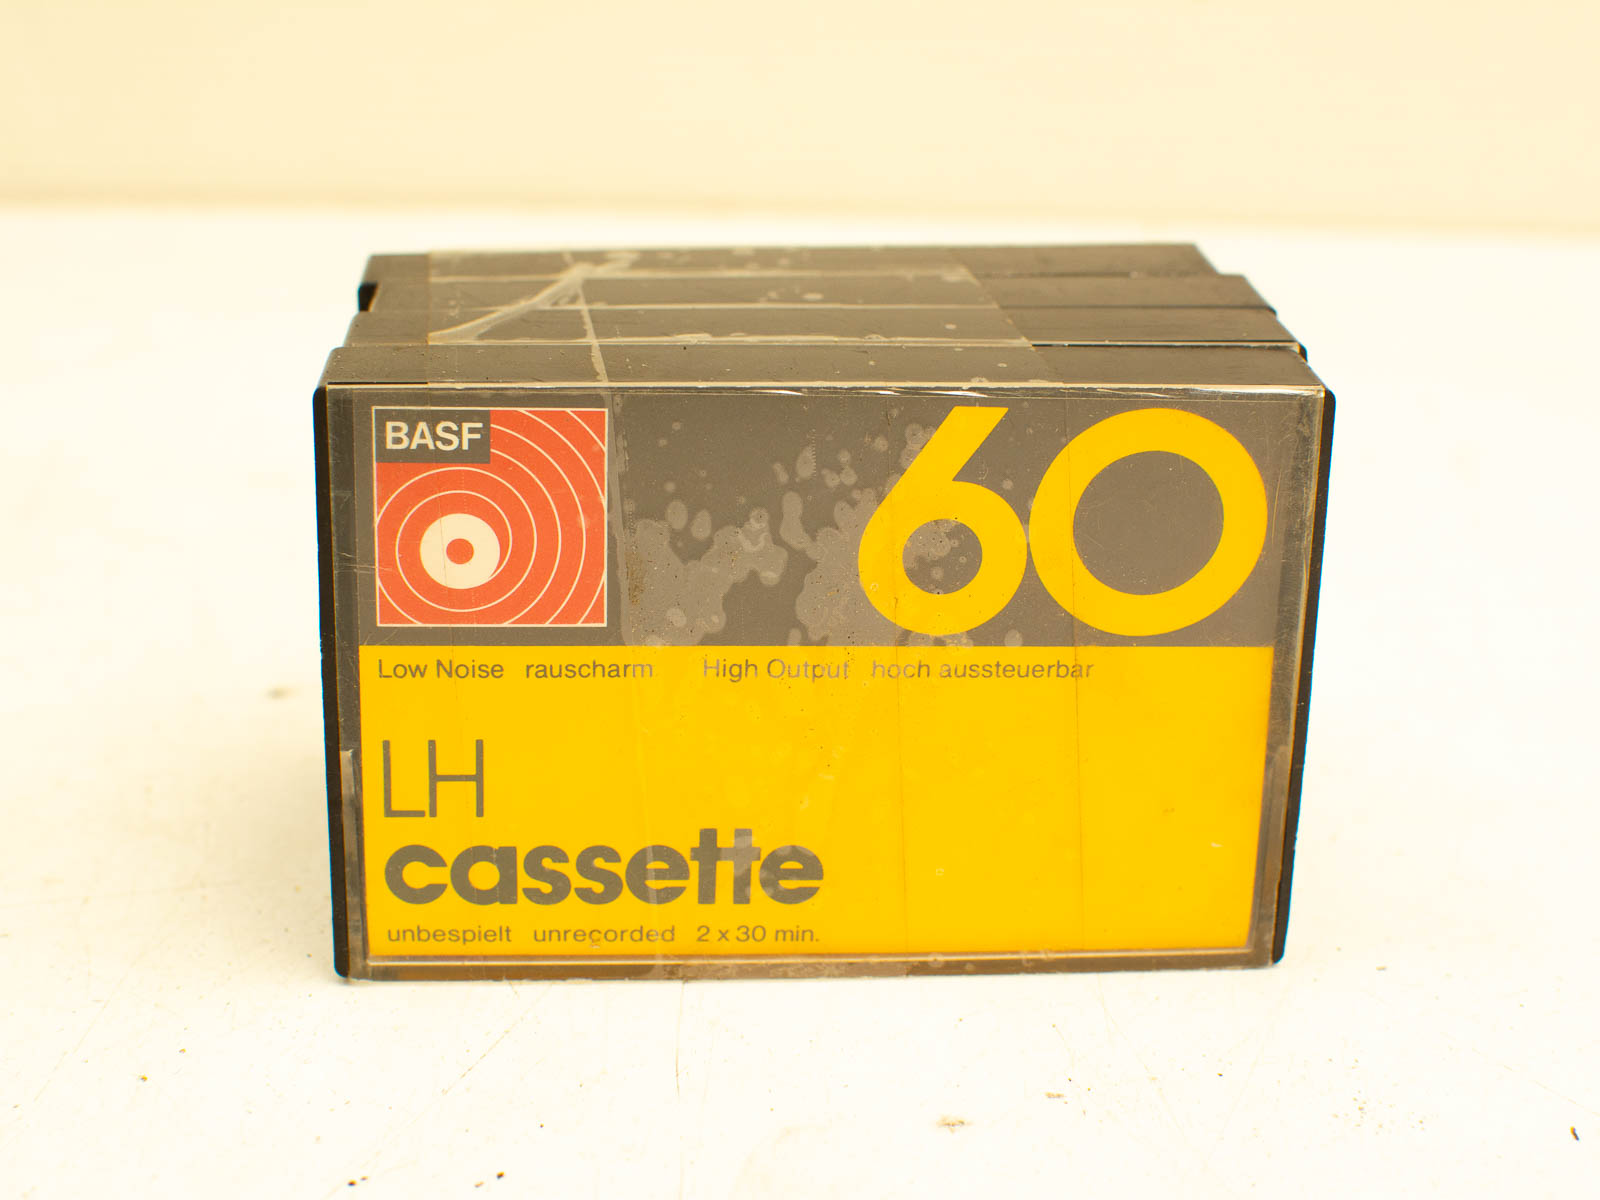 BASF
60
Low Noise rauscharm High Output hoch aussteuerbar
LH
cassette
unbespielt unrecorded 2 x 30 min.